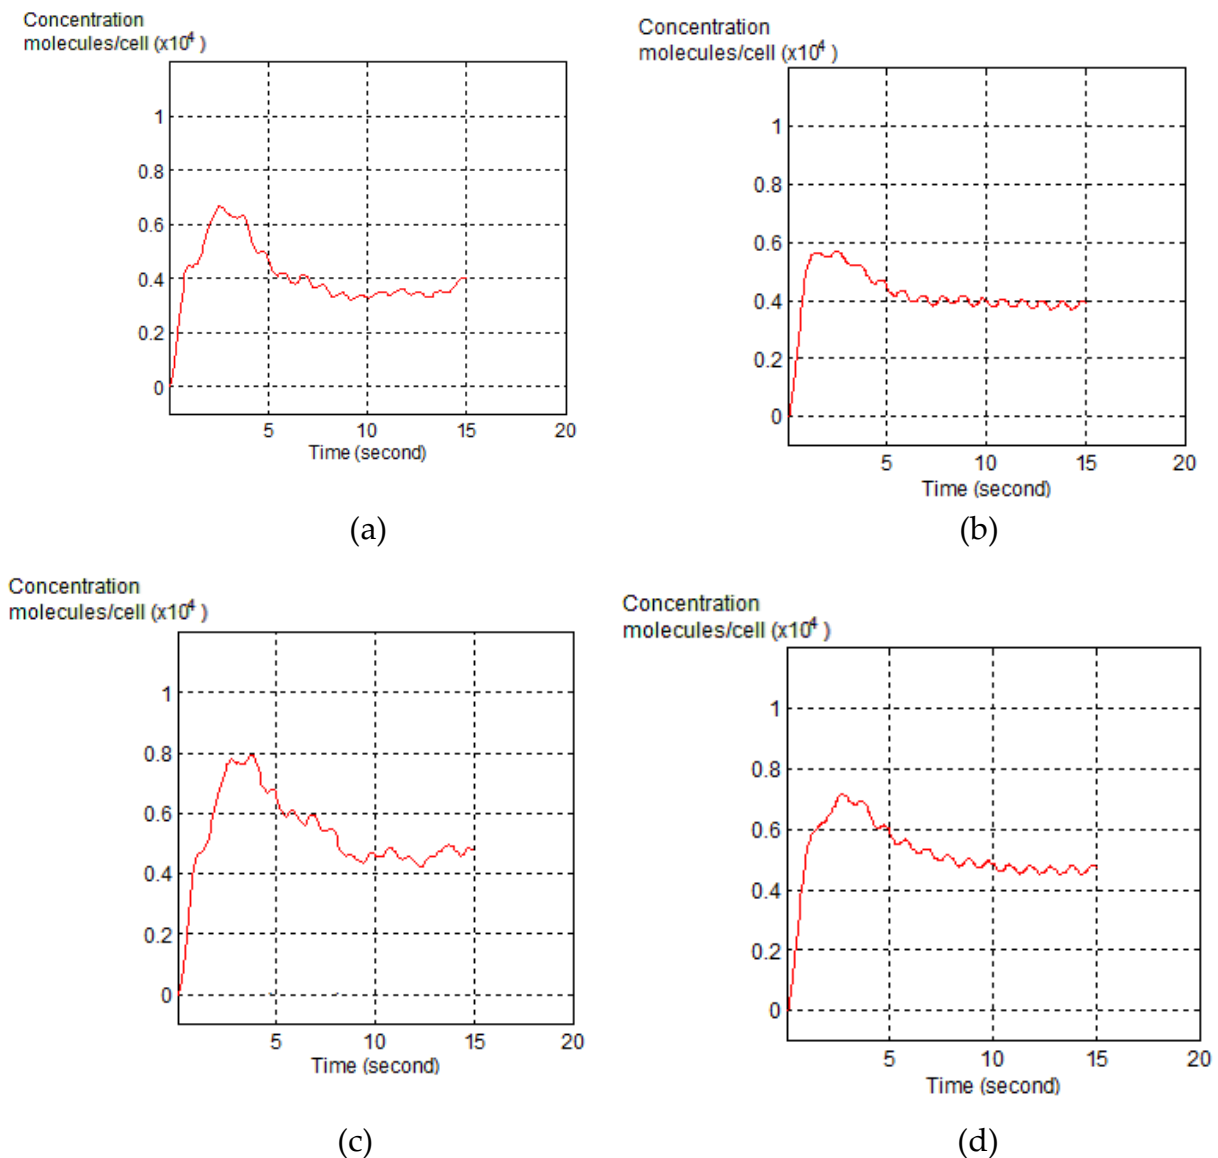 Concentration
molecules/cell (x10⁴ )
1
0.8
0.6
0.4
0.2
0
5 10 15 20
Time (second)
(a)
Concentration
molecules/cell (x10⁴ )
1
0.8
0.6
0.4
0.2
0
5 10 15 20
Time (second)
(b)
Concentration
molecules/cell (x10⁴ )
1
0.8
0.6
0.4
0.2
0
5 10 15 20
Time (second)
(c)
Concentration
molecules/cell (x10⁴ )
1
0.8
0.6
0.4
0.2
0
5 10 15 20
Time (second)
(d)